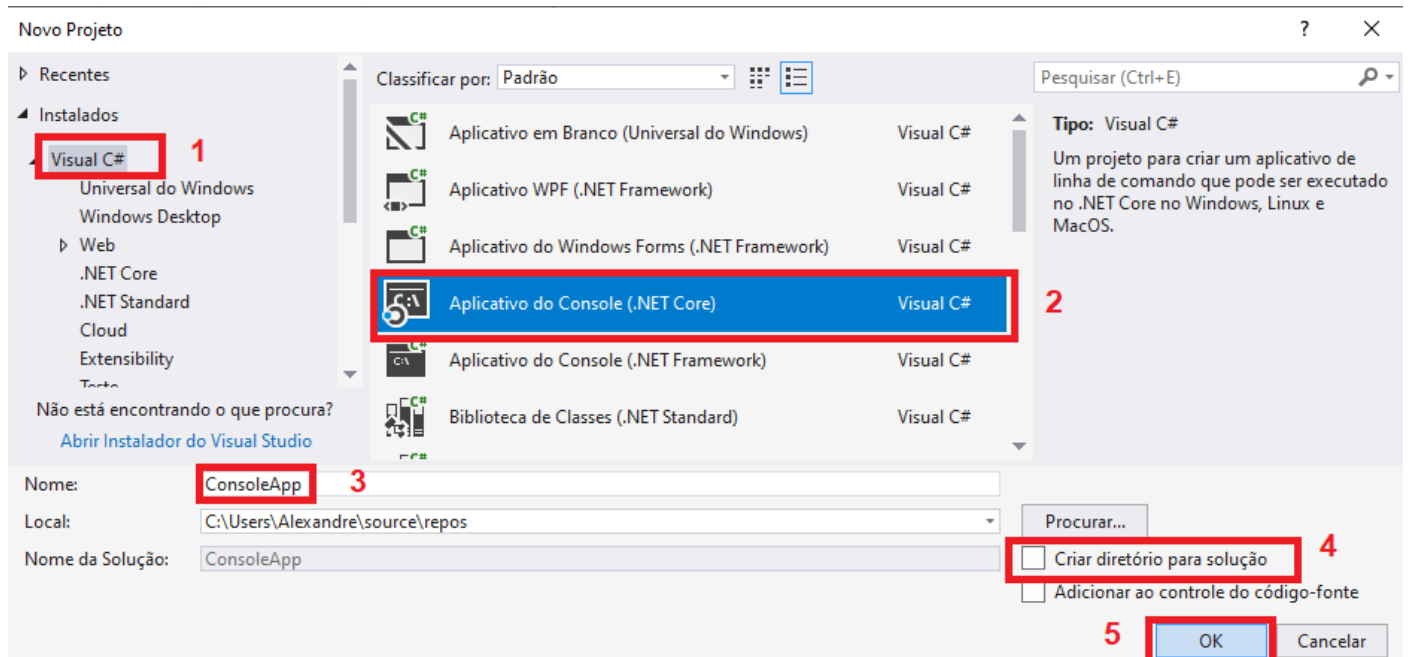 Novo Projeto
?
Recentes
Instalados
Visual C#
1
Universal do Windows
Windows Desktop
Web
.NET Core
.NET Standard
Cloud
Extensibility
Não está encontrando o que procura?
Abrir Instalador do Visual Studio
Classificar por: Padrão
C# Aplicativo em Branco (Universal do Windows) Visual C#
C# Aplicativo WPF (.NET Framework) Visual C#
C# Aplicativo do Windows Forms (.NET Framework) Visual C#
C:\ Aplicativo do Console (.NET Core) Visual C#
2
C# C:\ Aplicativo do Console (.NET Framework) Visual C#
C# Biblioteca de Classes (.NET Standard) Visual C#
Pesquisar (Ctrl+E)
Tipo: Visual C#
Um projeto para criar um aplicativo de
linha de comando que pode ser executado
no .NET Core no Windows, Linux e
MacOS.
Nome: ConsoleApp 3
Local: C:\Users\Alexandre\source\repos Procurar...
Nome da Solução: ConsoleApp
Criar diretório para solução 4
Adicionar ao controle do código-fonte
5 OK Cancelar